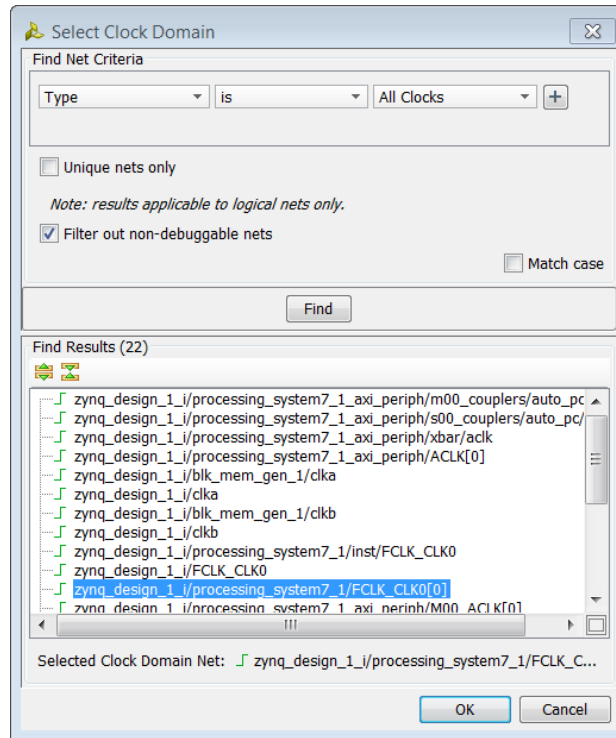 Select Clock Domain
Find Net Criteria
Type is All Clocks
Unique nets only
Note: results applicable to logical nets only.
Filter out non-debuggable nets
Match case
Find
Find Results (22)
zynq_design_1_i/processing_system7_1_axi_periph/m00_couplers/auto_pc
zynq_design_1_i/processing_system7_1_axi_periph/s00_couplers/auto_pc/
zynq_design_1_i/processing_system7_1_axi_periph/xbar/aclk
zynq_design_1_i/processing_system7_1_axi_periph/ACLK[0]
zynq_design_1_i/blk_mem_gen_1/clka
zynq_design_1_i/clka
zynq_design_1_i/blk_mem_gen_1/clkb
zynq_design_1_i/clkb
zynq_design_1_i/processing_system7_1/inst/FCLK_CLK0
zynq_design_1_i/FCLK_CLK0
zynq_design_1_i/processing_system7_1/FCLK_CLK0[0]
zynq_design_1_i/processing_system7_1_axi_periph/M00_ACLK[0]
Selected Clock Domain Net: zynq_design_1_i/processing_system7_1/FCLK_C...
OK Cancel